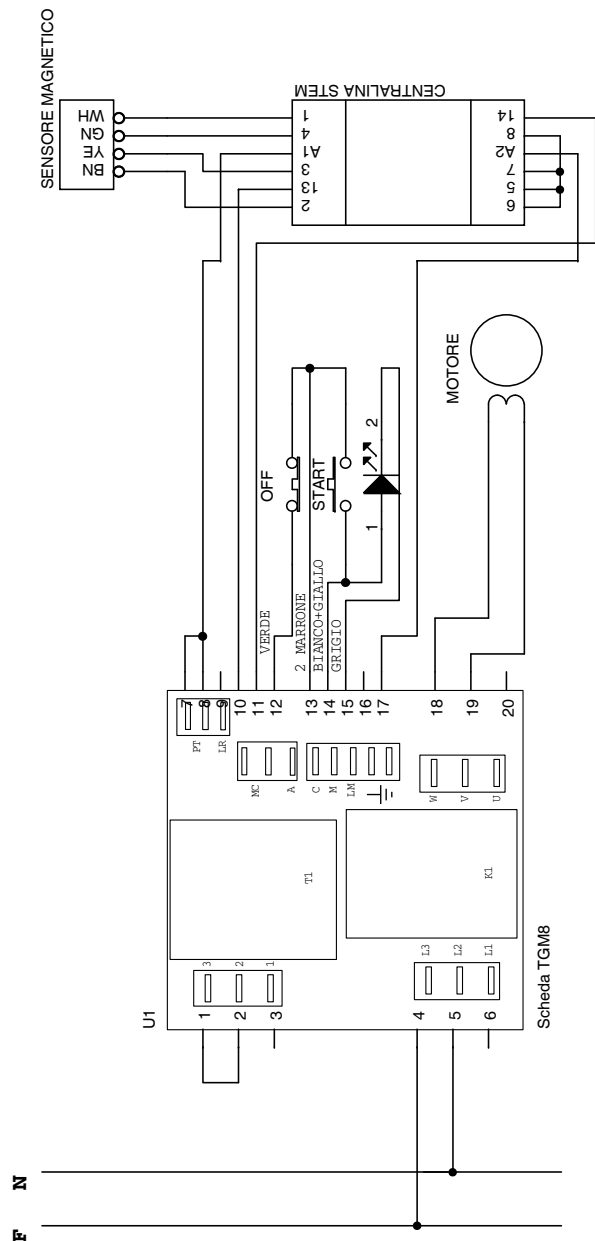 SENSORE MAGNETICO
WH
GN
YE
BN
CENTRALINA STEM
1
4
A1
3
13
2
14
8
A2
7
5
6
MOTORE
OFF
START
1
2
VERDE
2 MARRONE
BIANCO+GIALLO
GRIGIO
7
8
9
10
11
12
13
14
15
16
17
18
19
20
PT
LR
MC
A
C
M
LM
W
V
U
T1
K1
3
2
1
L3
L2
L1
U1
1
2
3
4
5
6
Scheda TGM8
N
F